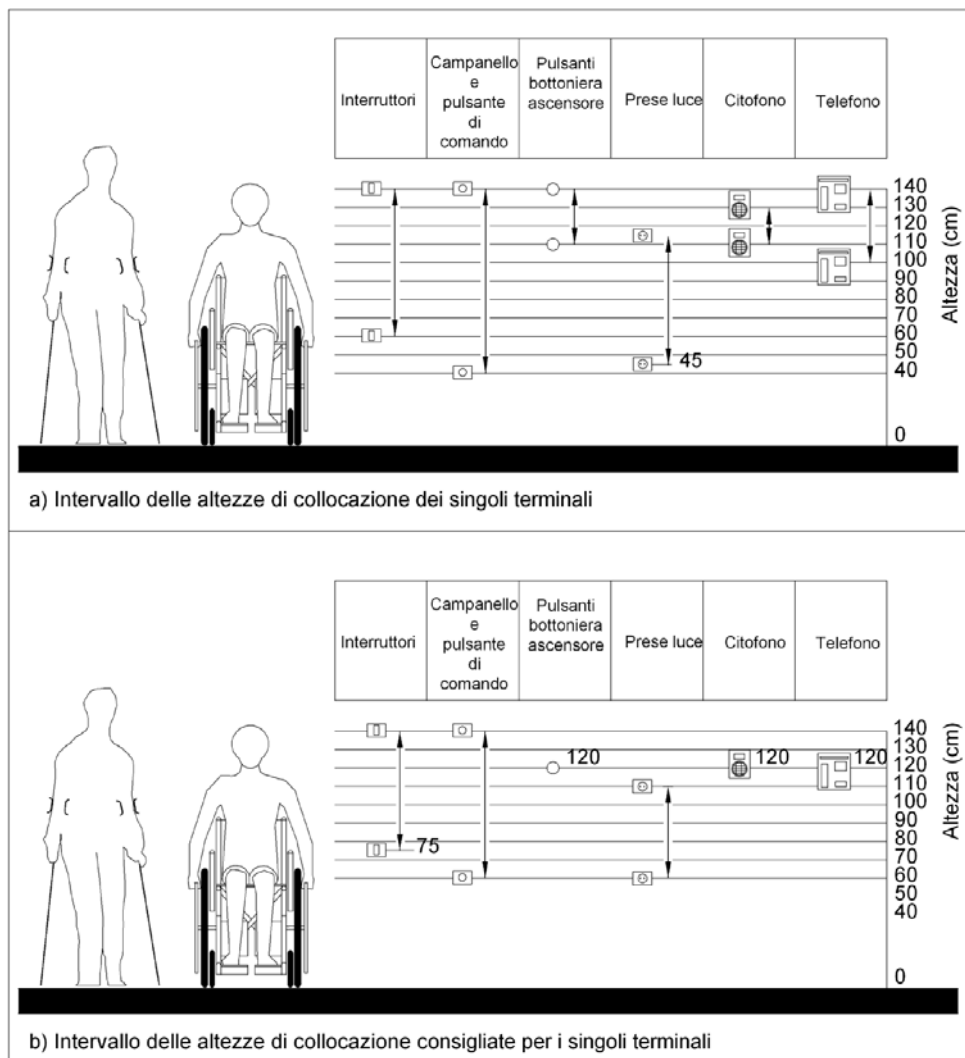 Interruttori
Campanello
e
pulsante
di
comando
Pulsanti
bottoniera
ascensore
Prese luce
Citofono
Telefono
140
130
120
110
100
90
80
70
60
50
40
0
45
Altezza (cm)
a) Intervallo delle altezze di collocazione dei singoli terminali
Interruttori
Campanello
e
pulsante
di
comando
Pulsanti
bottoniera
ascensore
Prese luce
Citofono
Telefono
120
120
120
75
140
130
120
110
100
90
80
70
60
50
40
0
Altezza (cm)
b) Intervallo delle altezze di collocazione consigliate per i singoli terminali